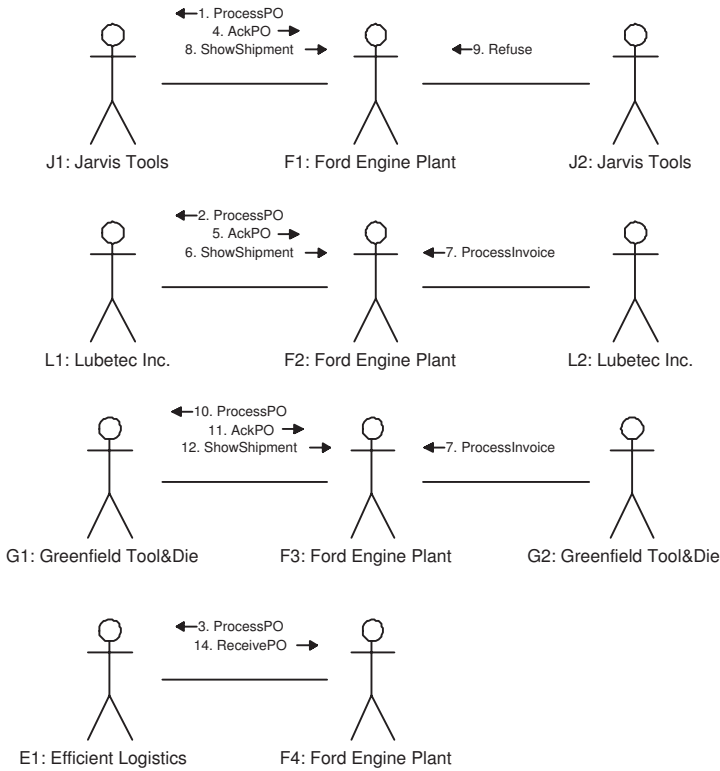 1. ProcessPO
4. AckPO
8. ShowShipment
9. Refuse
J1: Jarvis Tools
F1: Ford Engine Plant
J2: Jarvis Tools
2. ProcessPO
5. AckPO
6. ShowShipment
7. ProcessInvoice
L1: Lubetec Inc.
F2: Ford Engine Plant
L2: Lubetec Inc.
10. ProcessPO
11. AckPO
12. ShowShipment
7. ProcessInvoice
G1: Greenfield Tool&Die
F3: Ford Engine Plant
G2: Greenfield Tool&Die
3. ProcessPO
14. ReceivePO
E1: Efficient Logistics
F4: Ford Engine Plant